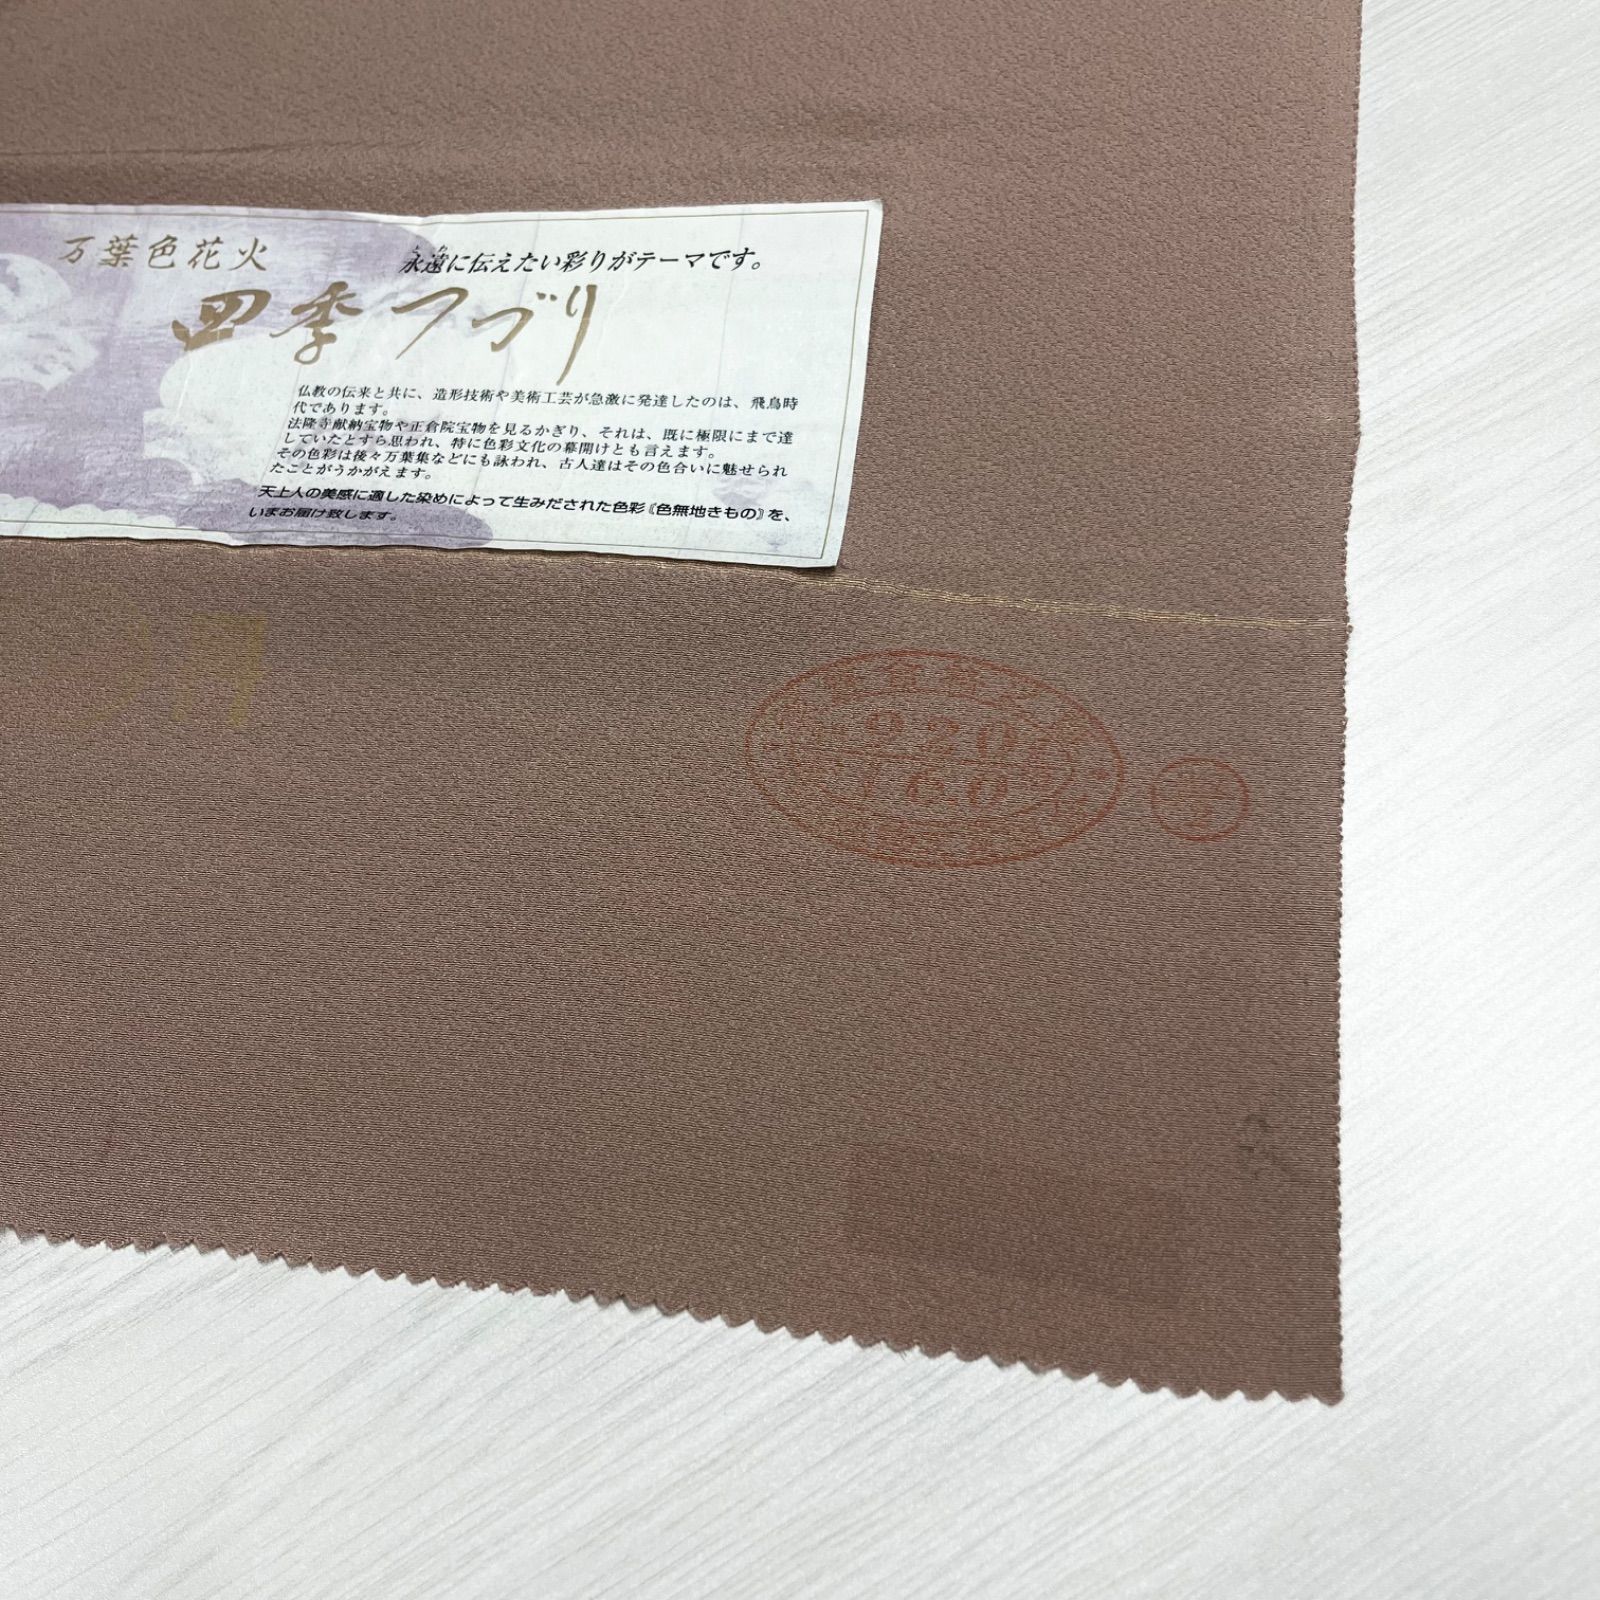 万葉色花火
永遠に伝えたい彩りがテーマです。
とわ
四季つづり
仏教の伝来と共に、造形技術や美術工芸が急激に発達したのは、飛鳥時
代であります。
法隆寺献納宝物や正倉院宝物を見るかぎり、それは、既に極限にまで達
していたとすら思われ、特に色彩文化の幕開けとも言えます。
その色彩は後々万葉集などにも詠われ、古人達はその色合いに魅せられ
たことがうかがえます。
天上人の美感に適した染めによって生みだされた色彩『色無地きもの』を、
いまお届け致します。
920
160